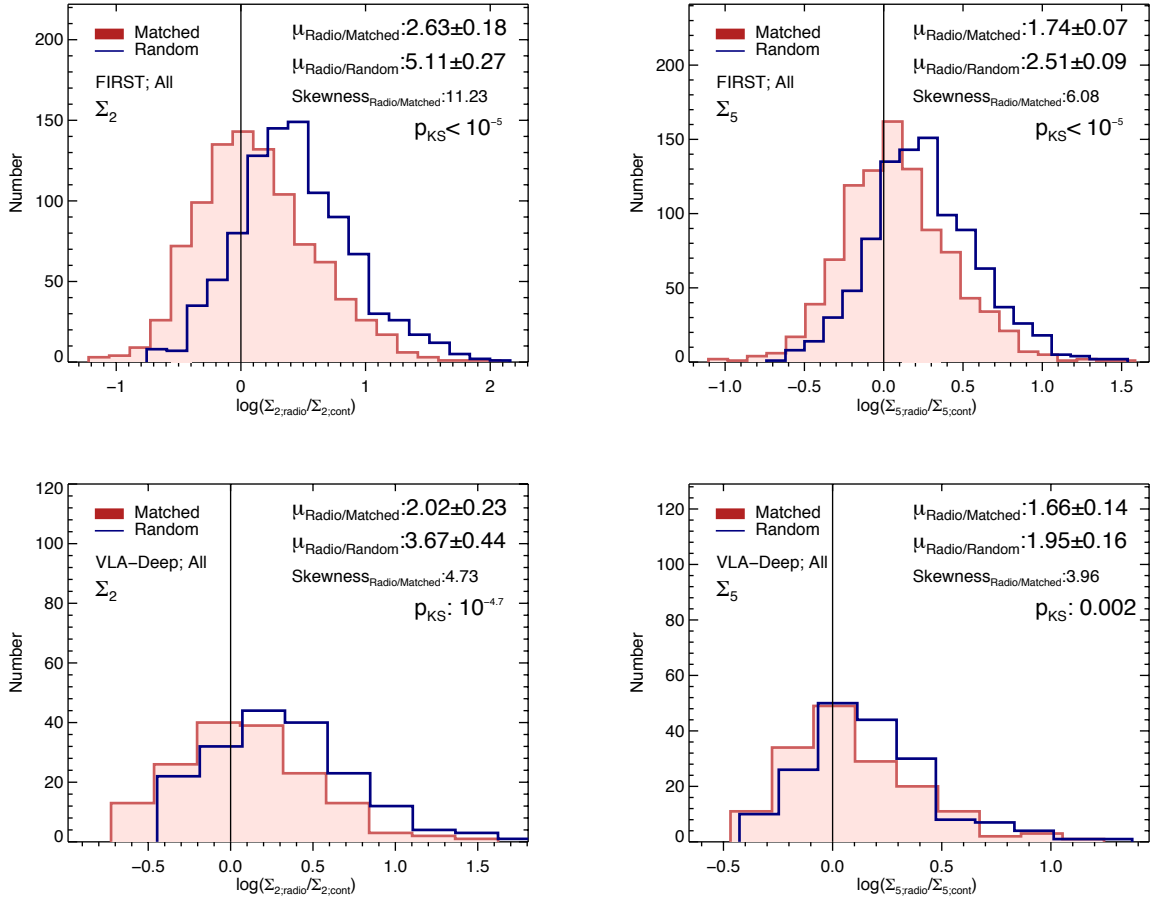 Matched
Random
FIRST; All
Σ2
μRadio/Matched:2.63±0.18
μRadio/Random:5.11±0.27
SkewnessRadio/Matched:11.23
pKS< 10−5
Number
200
150
100
50
0
−1 0 1 2
log(Σ2;radio/Σ2;cont)
Matched
Random
FIRST; All
Σ5
μRadio/Matched:1.74±0.07
μRadio/Random:2.51±0.09
SkewnessRadio/Matched:6.08
pKS< 10−5
Number
200
150
100
50
0
−1.0 −0.5 0.0 0.5 1.0 1.5
log(Σ5;radio/Σ5;cont)
Matched
Random
VLA−Deep; All
Σ2
μRadio/Matched:2.02±0.23
μRadio/Random:3.67±0.44
SkewnessRadio/Matched:4.73
pKS: 10−4.7
Number
120
100
80
60
40
20
0
−0.5 0.0 0.5 1.0 1.5
log(Σ2;radio/Σ2;cont)
Matched
Random
VLA−Deep; All
Σ5
μRadio/Matched:1.66±0.14
μRadio/Random:1.95±0.16
SkewnessRadio/Matched:3.96
pKS: 0.002
Number
120
100
80
60
40
20
0
−0.5 0.0 0.5 1.0
log(Σ5;radio/Σ5;cont)